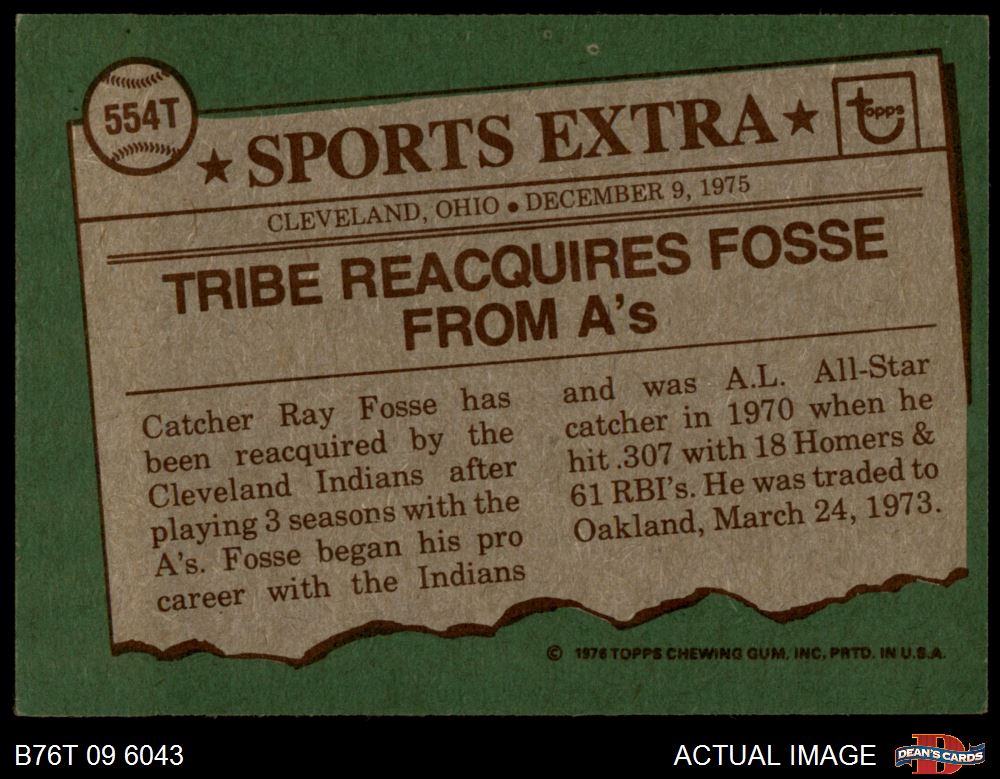 554T
★ SPORTS EXTRA ★
topps
CLEVELAND, OHIO • DECEMBER 9, 1975
TRIBE REACQUIRES FOSSE
FROM A's
Catcher Ray Fosse has
been reacquired by the
Cleveland Indians after
playing 3 seasons with the
A's. Fosse began his pro
career with the Indians
and was A.L. All-Star
catcher in 1970 when he
hit .307 with 18 Homers &
61 RBI's. He was traded to
Oakland, March 24, 1973.
© 1976 TOPPS CHEWING GUM, INC. PRTD. IN U.S.A.
B76T 09 6043
ACTUAL IMAGE
DEAN'S CARDS